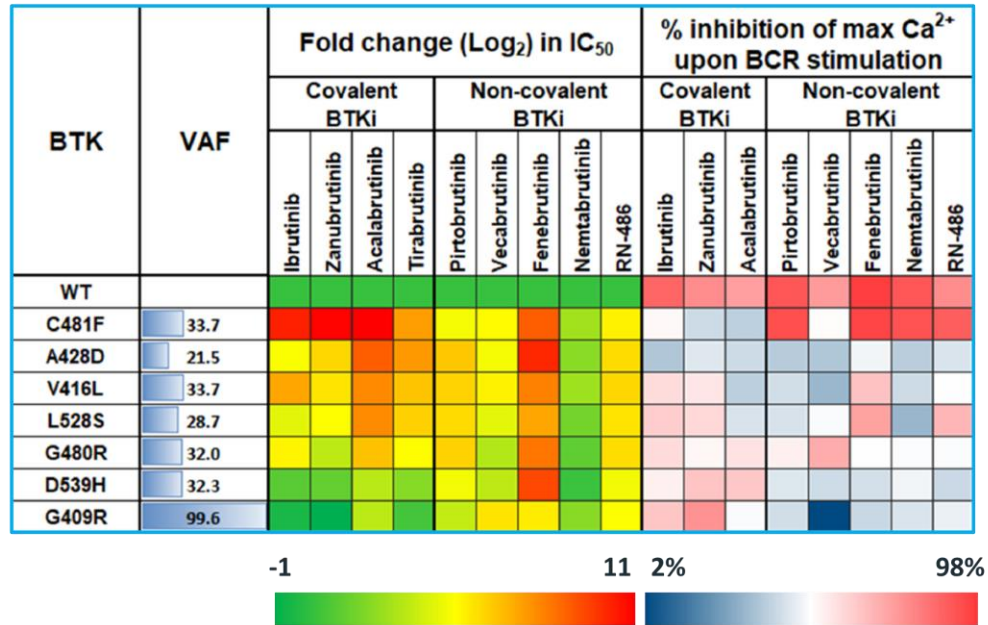 Fold change (Log₂) in IC₅₀
% inhibition of max Ca²⁺
upon BCR stimulation
BTK
VAF
Covalent
BTKi
Non-covalent
BTKi
Covalent
BTKi
Non-covalent
BTKi
Ibrutinib
Zanubrutinib
Acalabrutinib
Tirabrutinib
Pirtobrutinib
Vecabrutinib
Fenebrutinib
Nemtabrutinib
RN-486
Ibrutinib
Zanubrutinib
Acalabrutinib
Pirtobrutinib
Vecabrutinib
Fenebrutinib
Nemtabrutinib
RN-486
WT
C481F 33.7
A428D 21.5
V416L 33.7
L528S 28.7
G480R 32.0
D539H 32.3
G409R 99.6
-1 11 2% 98%